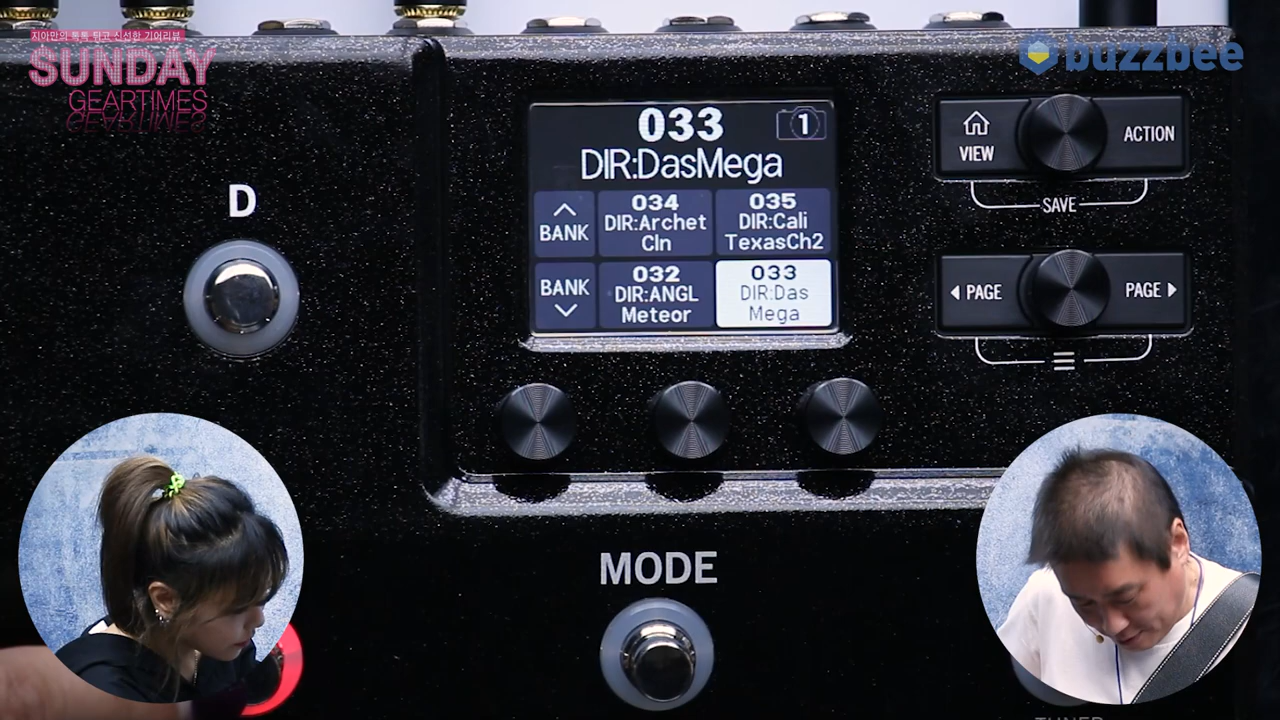 지아만의 톡톡 튀고 신선한 기어리뷰
SUNDAY
GEARTIMES
buzzbee
033
1
DIR:DasMega
BANK
034
DIR:Archet
Cln
035
DIR:Cali
TexasCh2
BANK
032
DIR:ANGL
Meteor
033
DIR:Das
Mega
VIEW
ACTION
SAVE
PAGE
PAGE
D
MODE
TUNER